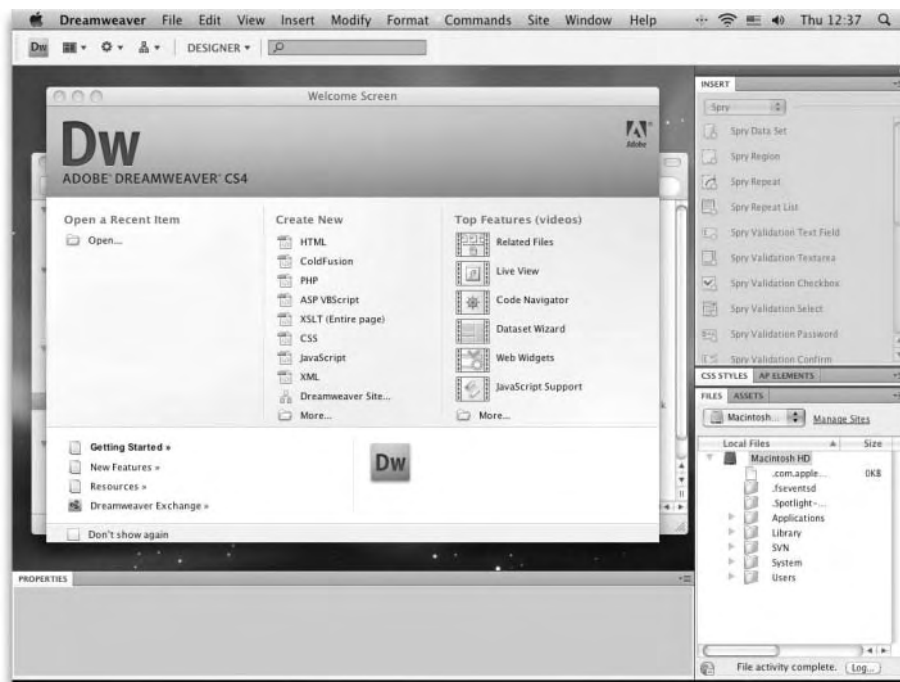 Dreamweaver File Edit View Insert Modify Format Commands Site Window Help Thu 12:37
Dw DESIGNER
Welcome Screen
Dw
ADOBE® DREAMWEAVER® CS4
Adobe
Open a Recent Item
Open...
Create New
HTML
ColdFusion
PHP
ASP VBScript
XSLT (Entire page)
CSS
JavaScript
XML
Dreamweaver Site...
More...
Top Features (videos)
Related Files
Live View
Code Navigator
Dataset Wizard
Web Widgets
JavaScript Support
More...
Getting Started »
New Features »
Resources »
Dreamweaver Exchange »
Dw
Don't show again
PROPERTIES
INSERT
Spry
Spry Data Set
Spry Region
Spry Repeat
Spry Repeat List
Spry Validation Text Field
Spry Validation Textarea
Spry Validation Checkbox
Spry Validation Select
Spry Validation Password
Spry Validation Confirm
CSS STYLES AP ELEMENTS
FILES ASSETS
Macintosh... Manage Sites
Local Files Size
Macintosh HD
.com.apple... 0KB
.fseventsd
.Spotlight-...
Applications
Library
SVN
System
Users
File activity complete. Log...